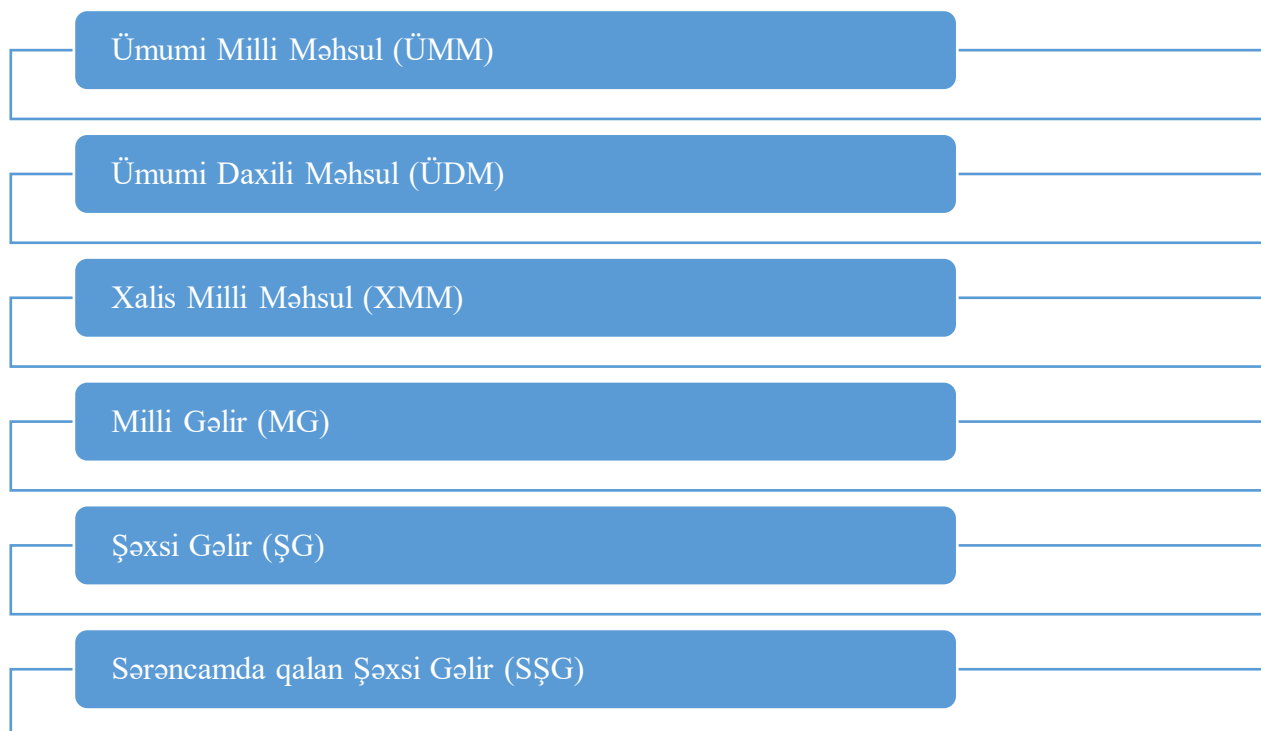 Ümumi Milli Məhsul (ÜMM)
Ümumi Daxili Məhsul (ÜDM)
Xalis Milli Məhsul (XMM)
Milli Gəlir (MG)
Şəxsi Gəlir (ŞG)
Sərəncamda qalan Şəxsi Gəlir (SŞG)